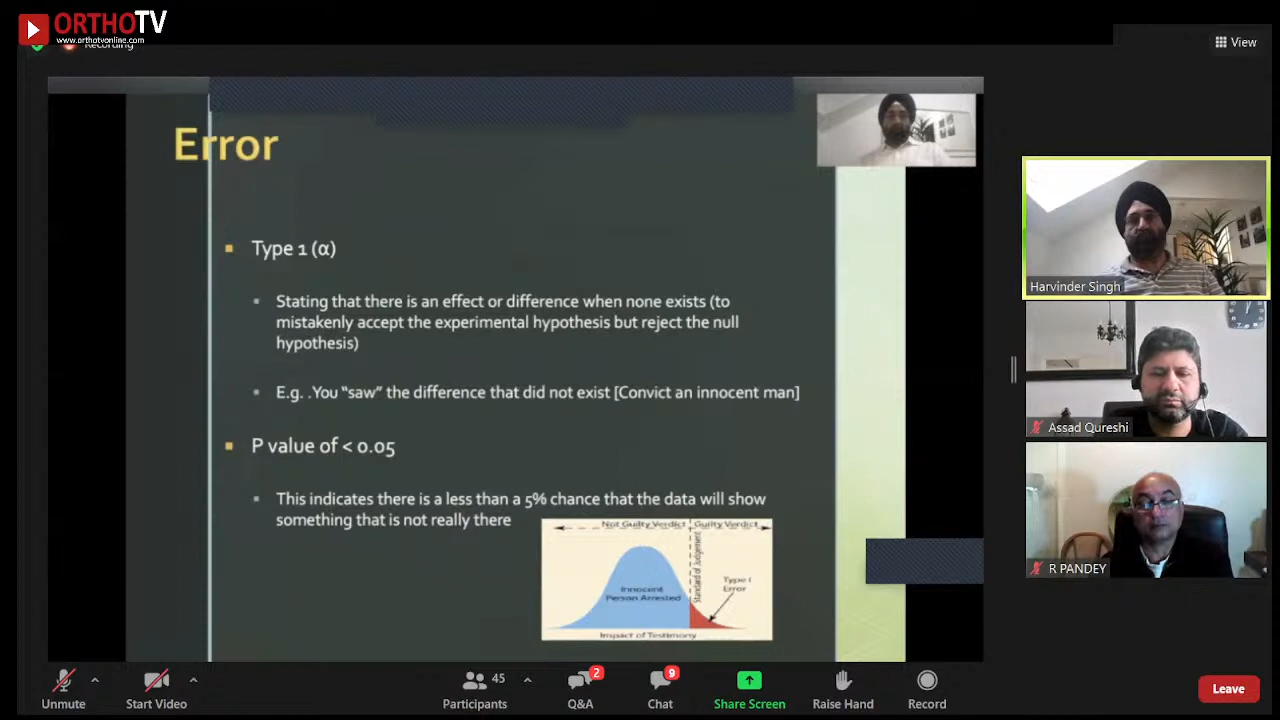 ORTHOTV
www.orthotvonline.com
Recording
View
Error
Type 1 (α)
Stating that there is an effect or difference when none exists (to
mistakenly accept the experimental hypothesis but reject the null
hypothesis)
E.g. .You “saw” the difference that did not exist [Convict an innocent man]
P value of < 0.05
This indicates there is a less than a 5% chance that the data will show
something that is not really there
Not Guilty Verdict
Guilty Verdict
Standard of Judgement
Innocent
Person Arrested
Type I
Error
Impact of Testimony
Harvinder Singh
Assad Qureshi
R PANDEY
Unmute
Start Video
45
Participants
2
Q&A
9
Chat
Share Screen
Raise Hand
Record
Leave